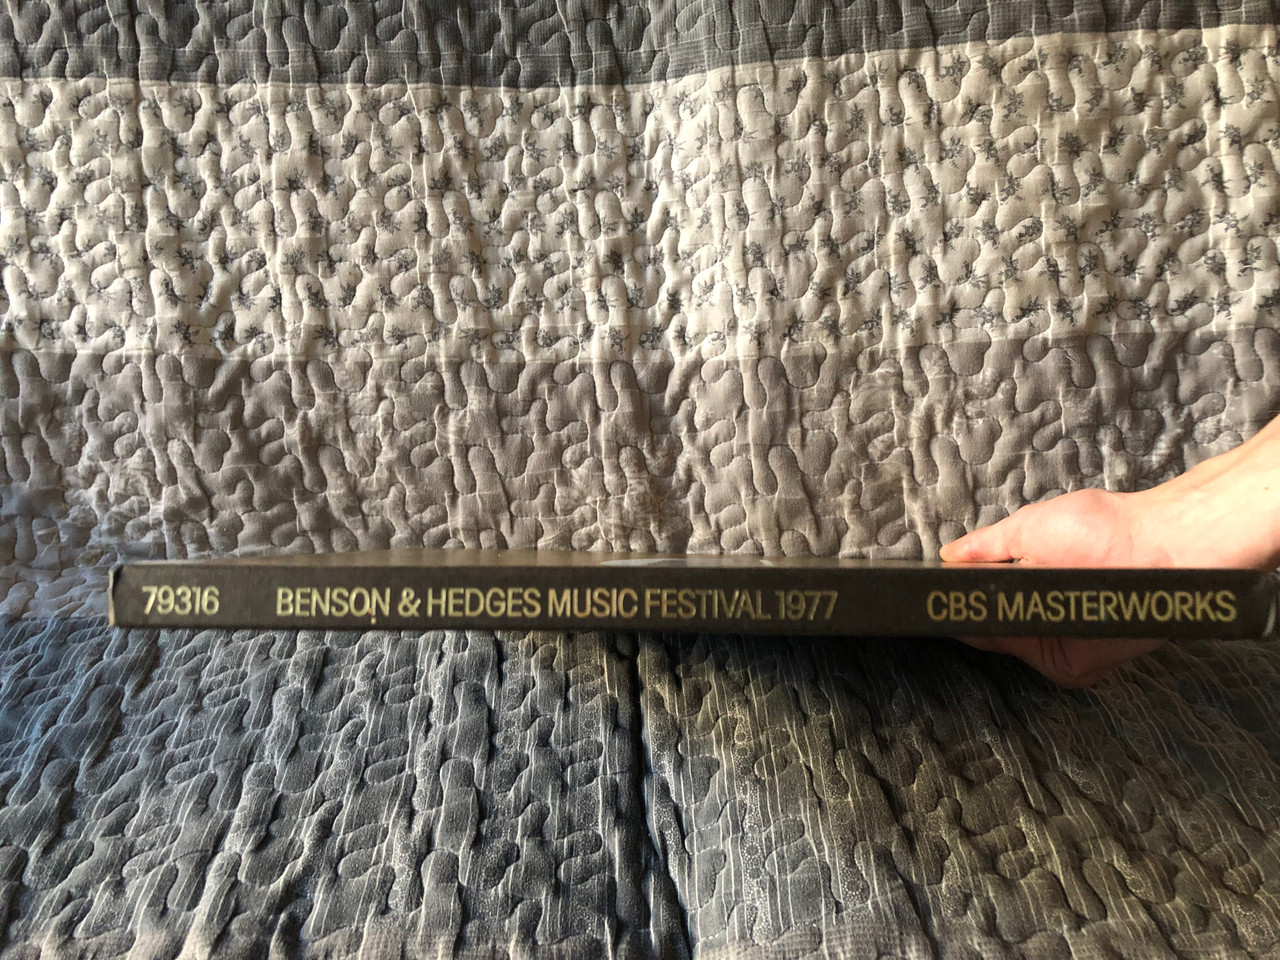 79316 BENSON & HEDGES MUSIC FESTIVAL 1977 CBS MASTERWORKS